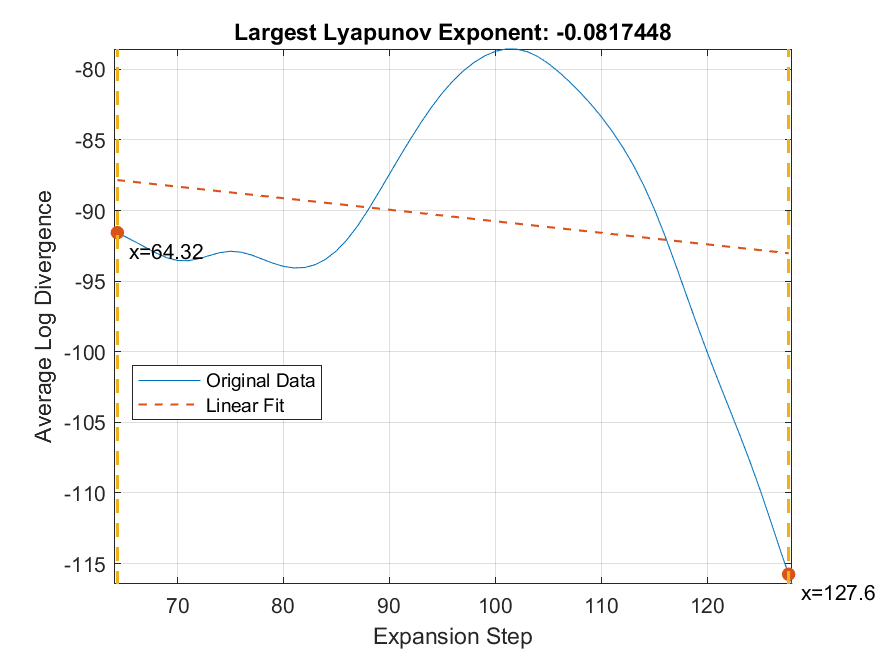 Largest Lyapunov Exponent: -0.0817448
-80
-85
-90
-95
-100
-105
-110
-115
Average Log Divergence
x=64.32
Original Data
Linear Fit
x=127.6
70 80 90 100 110 120
Expansion Step